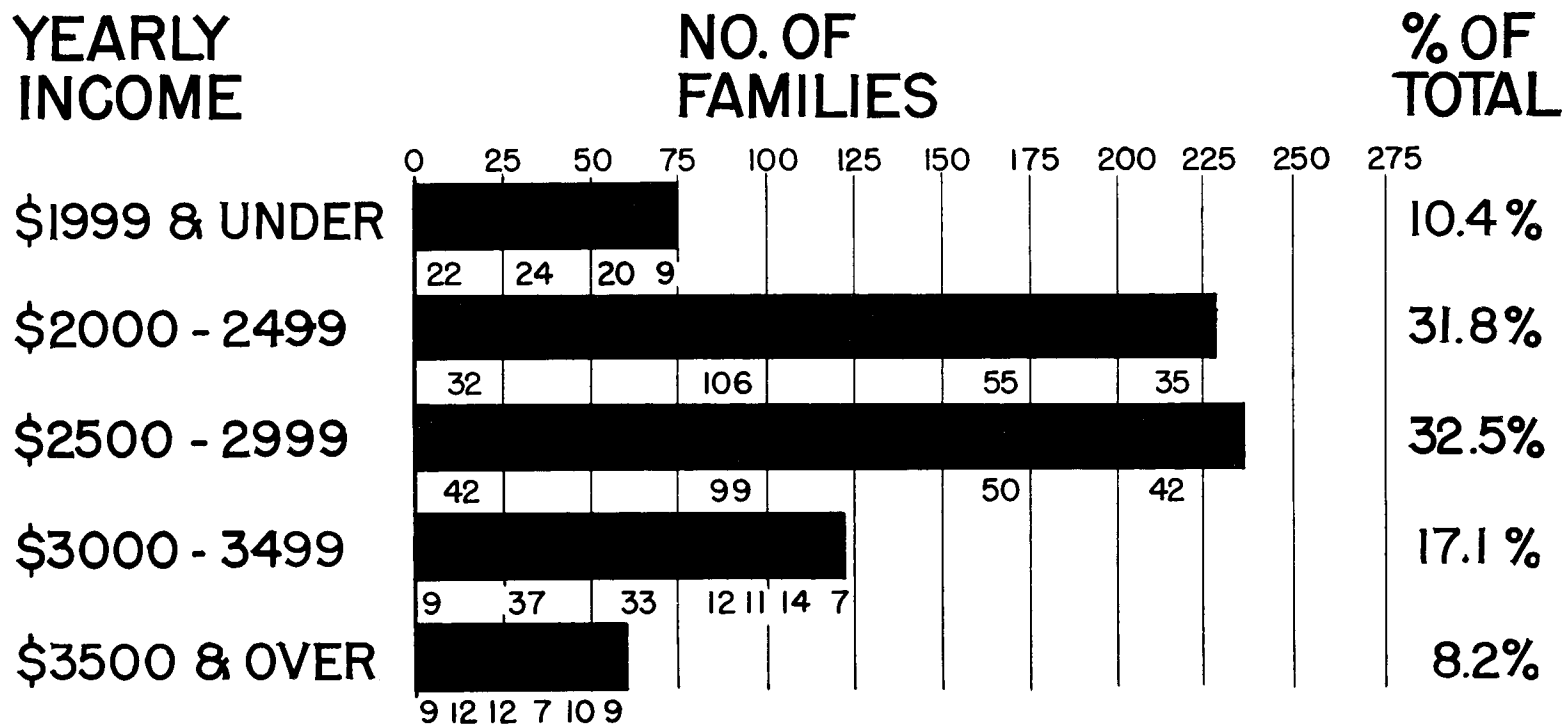 YEARLY INCOME
NO. OF FAMILIES
% OF TOTAL
0 25 50 75 100 125 150 175 200 225 250 275
$1999 & UNDER 10.4%
22 24 20 9
$2000 - 2499 31.8%
32 106 55 35
$2500 - 2999 32.5%
42 99 50 42
$3000 - 3499 17.1%
9 37 33 12 11 14 7
$3500 & OVER 8.2%
9 12 12 7 10 9